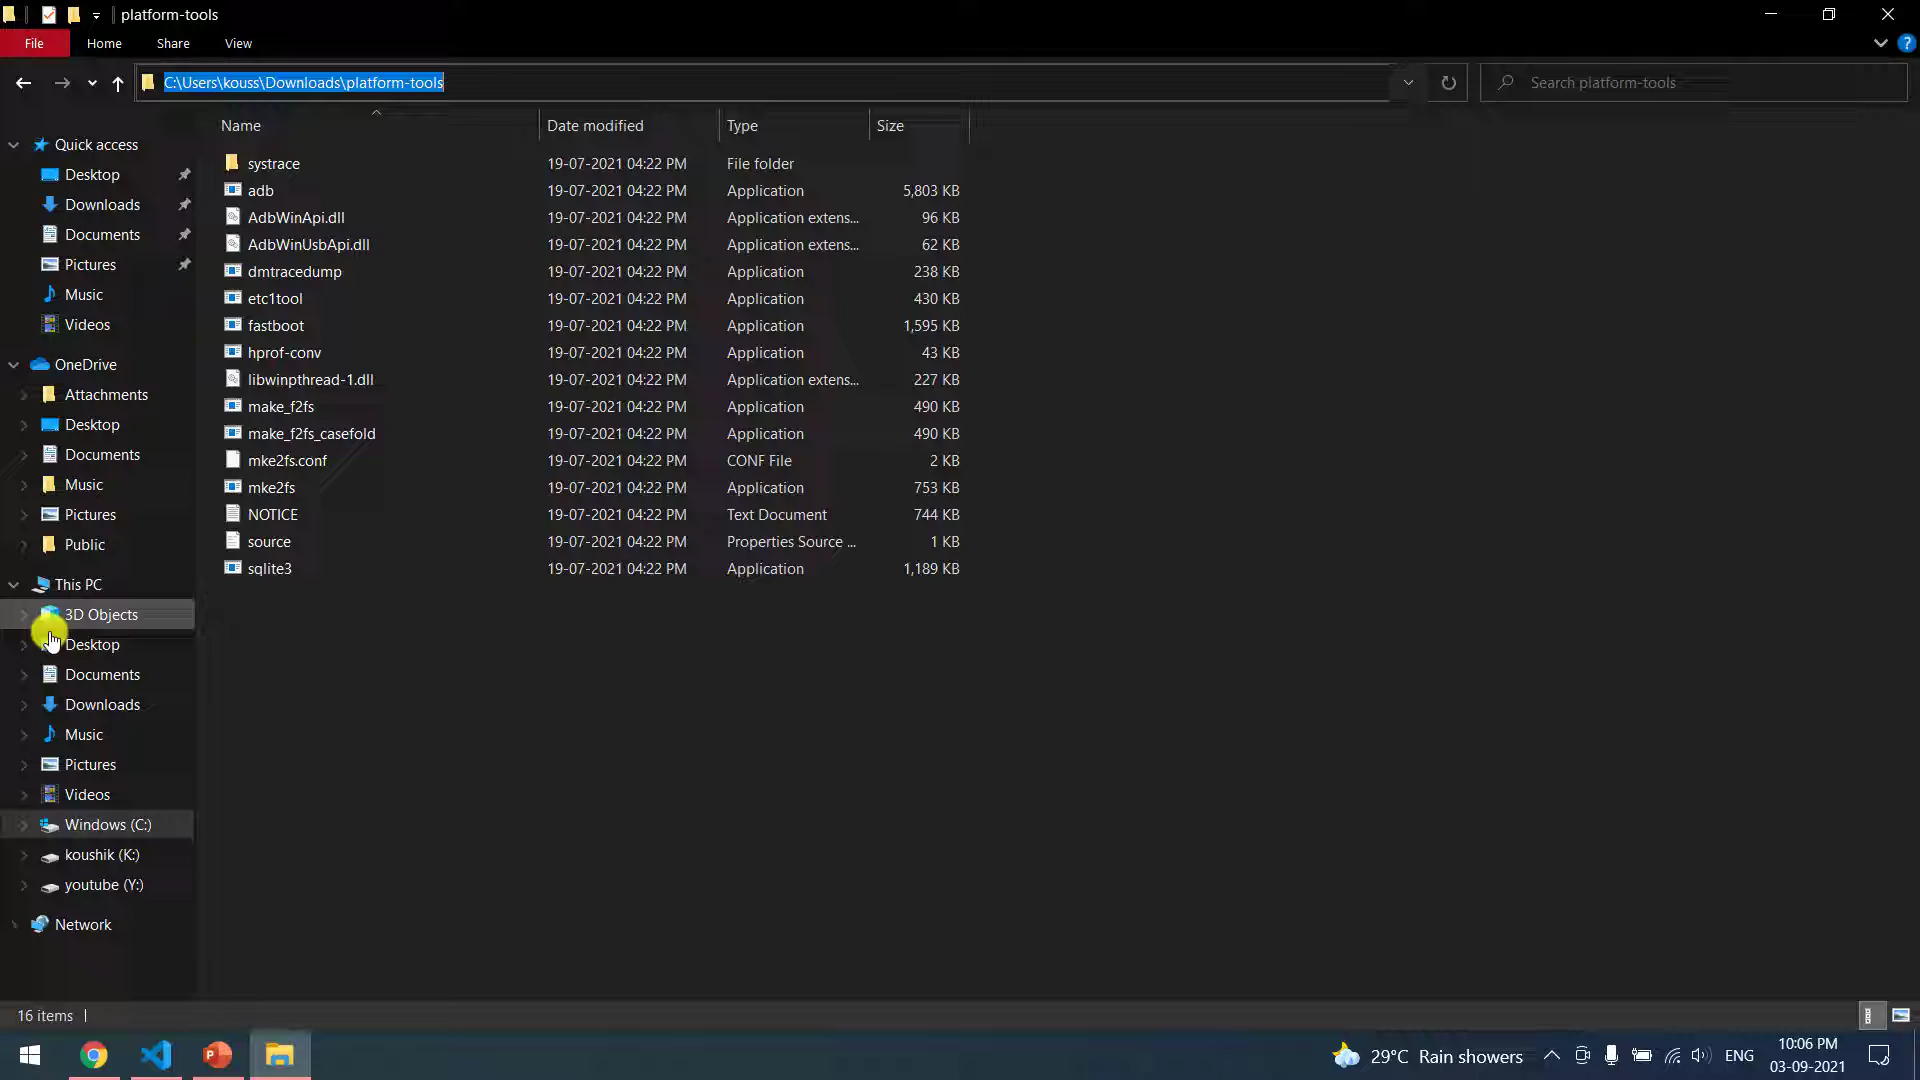 platform-tools
File Home Share View
C:\Users\kouss\Downloads\platform-tools
Search platform-tools
Name Date modified Type Size
Quick access
Desktop
Downloads
Documents
Pictures
Music
Videos
OneDrive
Attachments
Desktop
Documents
Music
Pictures
Public
This PC
3D Objects
Desktop
Documents
Downloads
Music
Pictures
Videos
Windows (C:)
koushik (K:)
youtube (Y:)
Network
systrace 19-07-2021 04:22 PM File folder
adb 19-07-2021 04:22 PM Application 5,803 KB
AdbWinApi.dll 19-07-2021 04:22 PM Application extens... 96 KB
AdbWinUsbApi.dll 19-07-2021 04:22 PM Application extens... 62 KB
dmtracedump 19-07-2021 04:22 PM Application 238 KB
etc1tool 19-07-2021 04:22 PM Application 430 KB
fastboot 19-07-2021 04:22 PM Application 1,595 KB
hprof-conv 19-07-2021 04:22 PM Application 43 KB
libwinpthread-1.dll 19-07-2021 04:22 PM Application extens... 227 KB
make_f2fs 19-07-2021 04:22 PM Application 490 KB
make_f2fs_casefold 19-07-2021 04:22 PM Application 490 KB
mke2fs.conf 19-07-2021 04:22 PM CONF File 2 KB
mke2fs 19-07-2021 04:22 PM Application 753 KB
NOTICE 19-07-2021 04:22 PM Text Document 744 KB
source 19-07-2021 04:22 PM Properties Source ... 1 KB
sqlite3 19-07-2021 04:22 PM Application 1,189 KB
16 items
29°C Rain showers
ENG
10:06 PM
03-09-2021